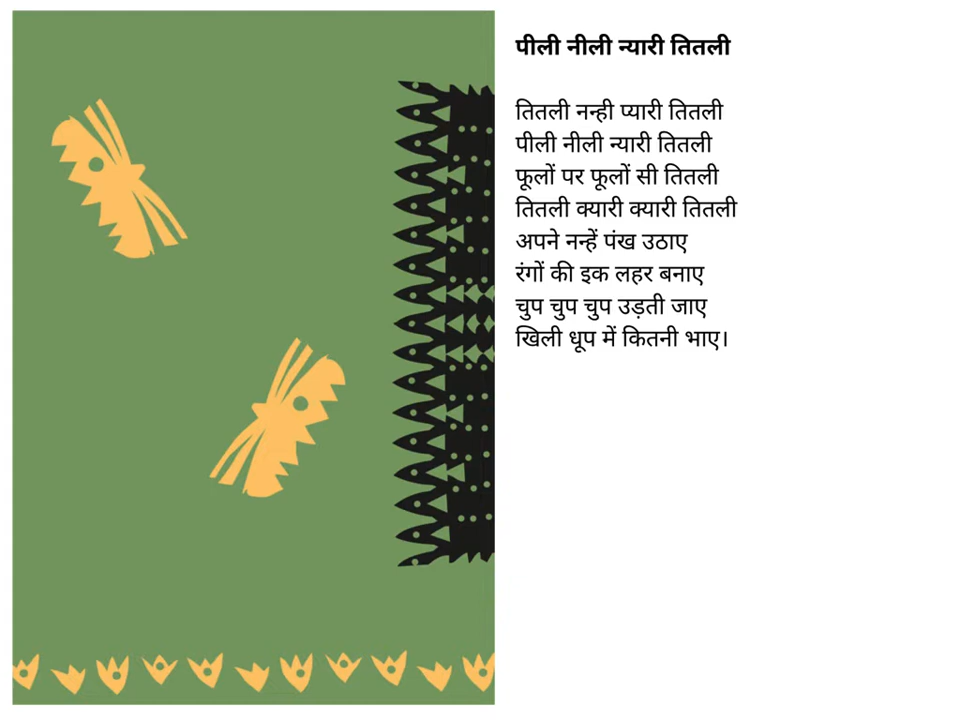 पीली नीली न्यारी तितली
तितली नन्ही प्यारी तितली
पीली नीली न्यारी तितली
फूलों पर फूलों सी तितली
तितली क्यारी क्यारी तितली
अपने नन्हें पंख उठाए
रंगों की इक लहर बनाए
चुप चुप चुप उड़ती जाए
खिली धूप में कितनी भाए।